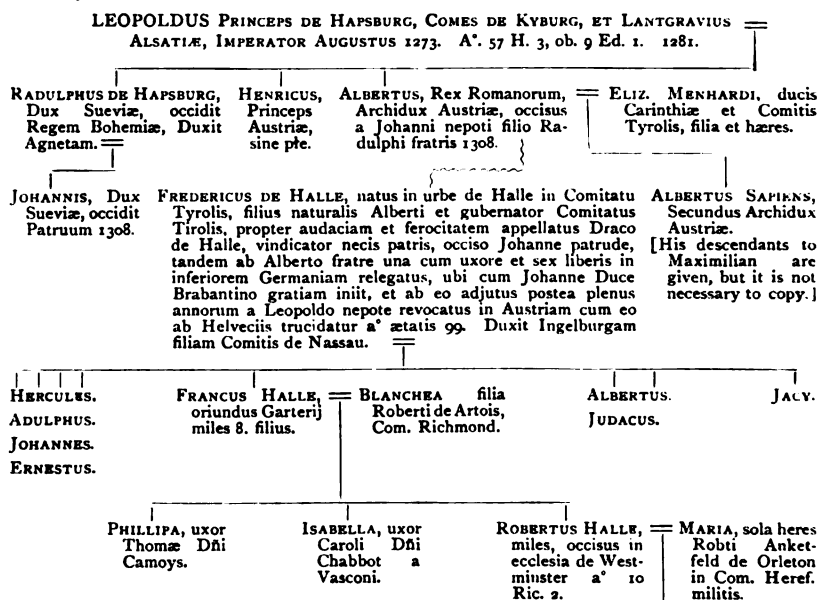 LEOPOLDUS PRINCEPS DE HAPSBURG, COMES DE KYBURG, ET LANTGRAVIUS
ALSATIÆ, IMPERATOR AUGUSTUS 1273. A°. 57 H. 3, ob. 9 Ed. 1. 1281.
RADULPHUS DE HAPSBURG,
Dux Sueviæ, occidit
Regem Bohemiæ, Duxit
Agnetam.
HENRICUS,
Princeps
Austriæ,
sine płe.
ALBERTUS, Rex Romanorum,
Archidux Austriæ, occisus
a Johanni nepoti filio Ra-
dulphi fratris 1308.
ELIZ. MENHARDI, ducis
Carinthiæ et Comitis
Tyrolis, filia et hæres.
JOHANNIS, Dux
Sueviæ, occidit
Patruum 1308.
FREDERICUS DE HALLE, natus in urbe de Halle in Comitatu
Tyrolis, filius naturalis Alberti et gubernator Comitatus
Tirolis, propter audaciam et ferocitatem appellatus Draco
de Halle, vindicator necis patris, occiso Johanne patrude,
tandem ab Alberto fratre una cum uxore et sex liberis in
inferiorem Germaniam relegatus, ubi cum Johanne Duce
Brabantino gratiam iniit, et ab eo adjutus postea plenus
annorum a Leopoldo nepote revocatus in Austriam cum eo
ab Helveciis trucidatur a° ætatis 99. Duxit Ingelburgam
filiam Comitis de Nassau.
ALBERTUS SAPIENS,
Secundus Archidux
Austriæ.
[His descendants to
Maximilian are
given, but it is not
necessary to copy.]
HERCULES.
ADULPHUS.
JOHANNES.
ERNESTUS.
FRANCUS HALLE,
oriundus Garterij
miles 8. filius.
BLANCHEA filia
Roberti de Artois,
Com. Richmond.
ALBERTUS.
JUDACUS.
JACY.
PHILLIPA, uxor
Thomæ Dñi
Camoys.
ISABELLA, uxor
Caroli Dñi
Chabbot a
Vasconi.
ROBERTUS HALLE,
miles, occisus in
ecclesia de West-
minster a° 10
Ric. 2.
MARIA, sola heres
Robti Anket-
feld de Orleton
in Com. Heref.
militis.